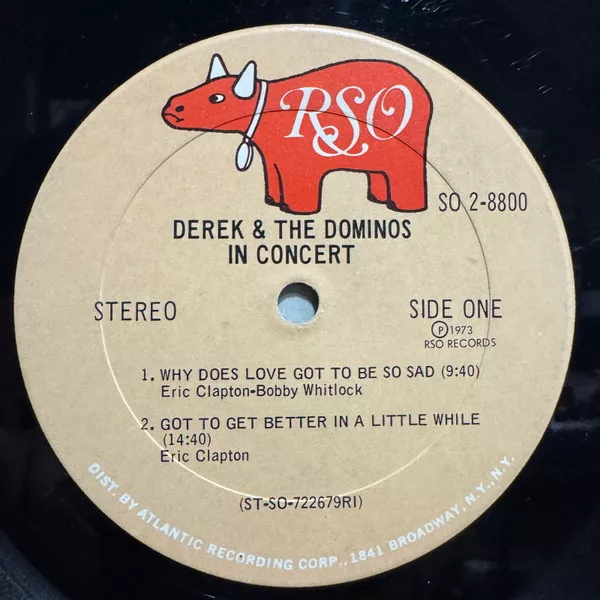 RSO
SO 2-8800
DEREK & THE DOMINOS
IN CONCERT
STEREO
SIDE ONE
Ⓟ1973
RSO RECORDS
1. WHY DOES LOVE GOT TO BE SO SAD (9:40)
Eric Clapton-Bobby Whitlock
2. GOT TO GET BETTER IN A LITTLE WHILE
(14:40)
Eric Clapton
(ST-SO-722679RI)
DIST. BY ATLANTIC RECORDING CORP., 1841 BROADWAY, N.Y., N.Y.